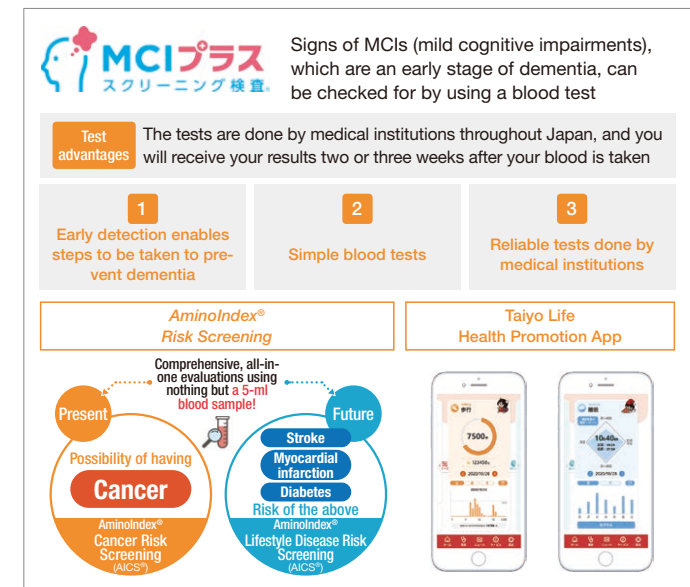 MCIプラス
スクリーニング検査®
Signs of MCIs (mild cognitive impairments),
which are an early stage of dementia, can
be checked for by using a blood test
Test
advantages
The tests are done by medical institutions throughout Japan, and you
will receive your results two or three weeks after your blood is taken
1
Early detection enables
steps to be taken to pre-
vent dementia
2
Simple blood tests
3
Reliable tests done by
medical institutions
AminoIndex®
Risk Screening
Comprehensive, all-in-
one evaluations using
nothing but a 5-ml
blood sample!
Present
Possibility of having
Cancer
AminoIndex®
Cancer Risk
Screening
(AICS®)
Future
Stroke
Myocardial
infarction
Diabetes
Risk of the above
AminoIndex®
Lifestyle Disease Risk
Screening
(AICS®)
Taiyo Life
Health Promotion App
歩行
7500
睡眠